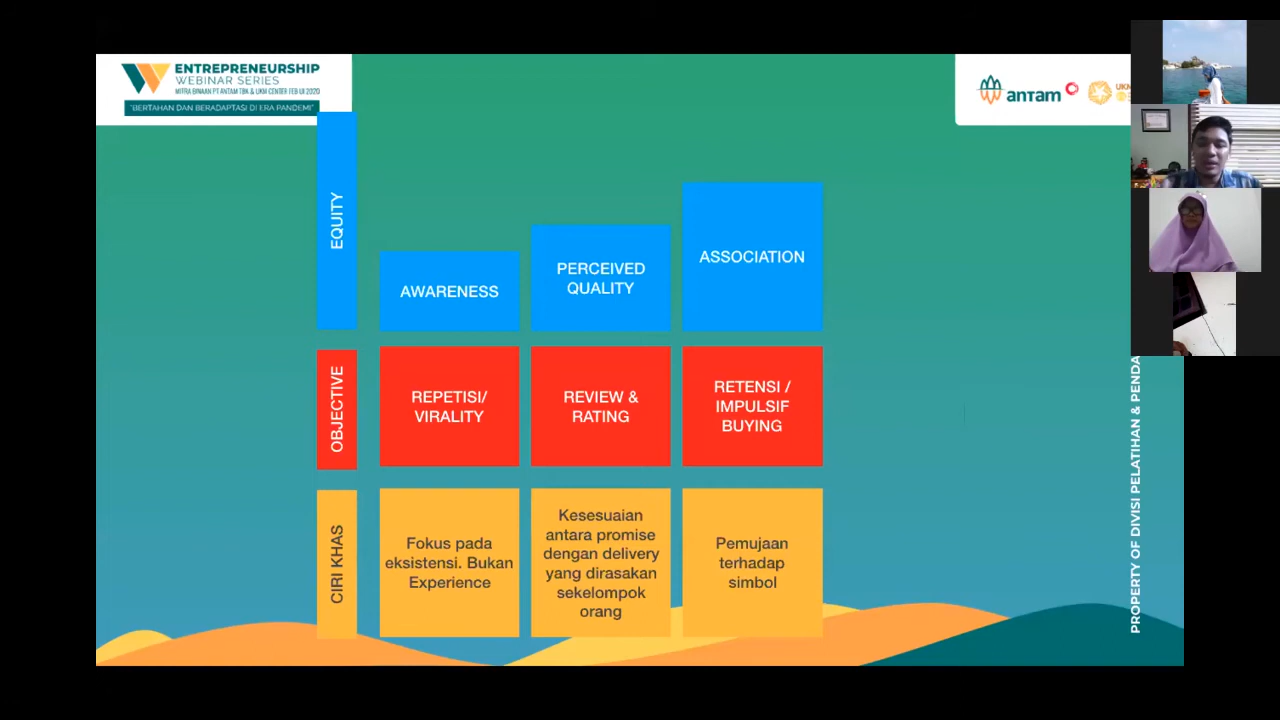 ENTREPRENEURSHIP
WEBINAR SERIES
MITRA BINAAN PT ANTAM TBK & UKM CENTER FEB UI 2020
"BERTAHAN DAN BERADAPTASI DI ERA PANDEMI"
antam
UKM
EQUITY
AWARENESS
PERCEIVED
QUALITY
ASSOCIATION
OBJECTIVE
REPETISI/
VIRALITY
REVIEW &
RATING
RETENSI /
IMPULSIF
BUYING
CIRI KHAS
Fokus pada
eksistensi. Bukan
Experience
Kesesuaian
antara promise
dengan delivery
yang dirasakan
sekelompok
orang
Pemujaan
terhadap
simbol
PROPERTY OF DIVISI PELATIHAN & PENDA